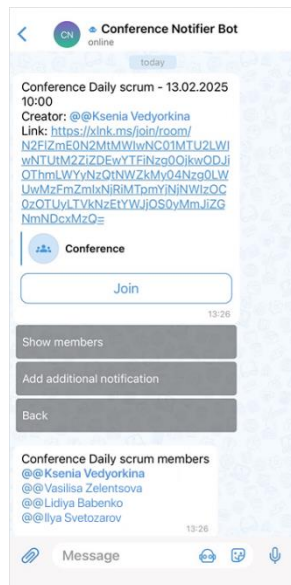 CN
Conference Notifier Bot
online
today
Conference Daily scrum - 13.02.2025
10:00
Creator: @@Ksenia Vedyorkina
Link: https://xlnk.ms/join/room/
N2FlZmE0N2MtMWIwNC01MTU2LWI
wNTUtM2ZiZDEwYTFiNzg0OjkwODJi
OThmLWYyNzQtNWZkMy04Nzg0LW
UwMzFmZmIxNjRiMTpmYjNjNWIzOC
0zOTUyLTVkNzEtYWJjOS0yMmJiZG
NmNDcxMzQ=
Conference
Join
13:26
Show members
Add additional notification
Back
Conference Daily scrum members
@@Ksenia Vedyorkina
@@Vasilisa Zelentsova
@@Lidiya Babenko
@@Ilya Svetozarov
13:26
Message